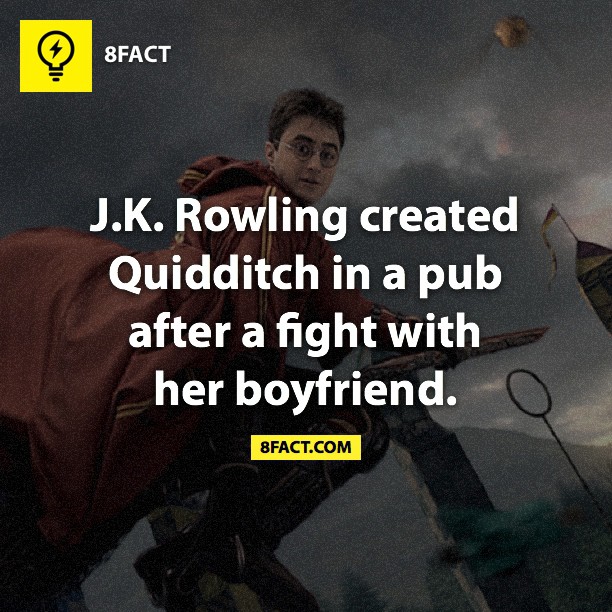 8FACT
J.K. Rowling created
Quidditch in a pub
after a fight with
her boyfriend.
8FACT.COM